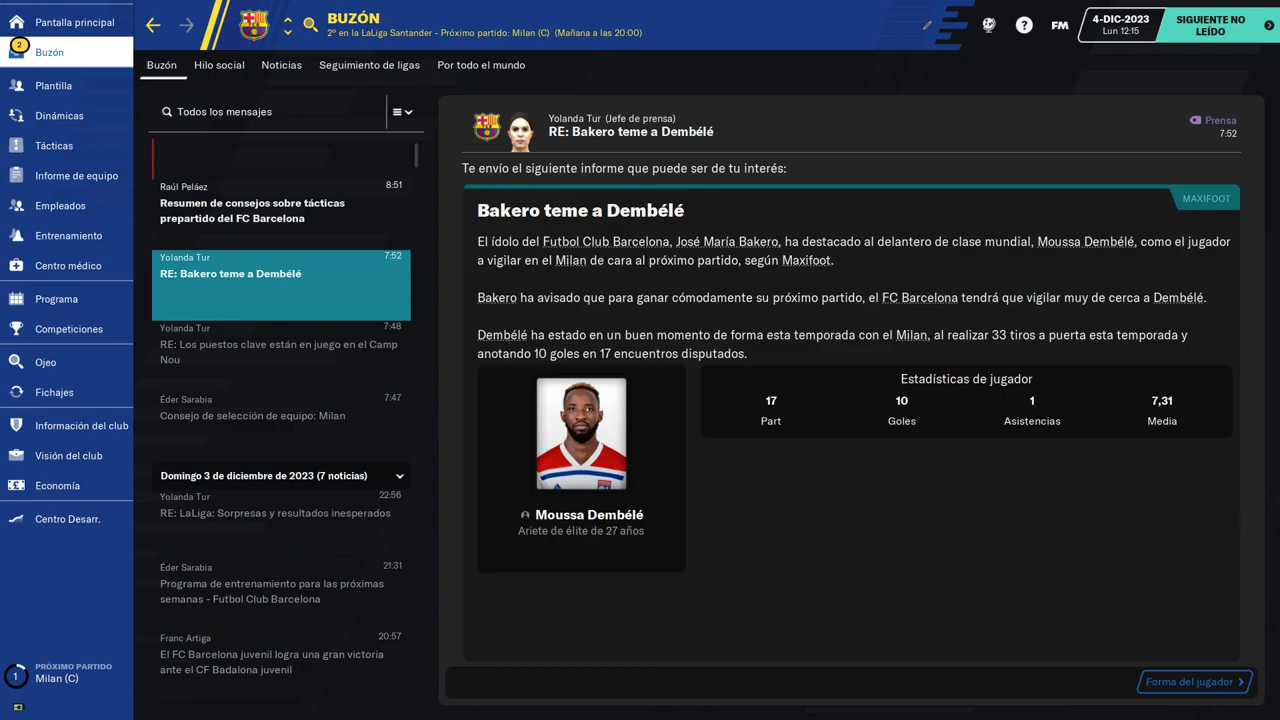 Pantalla principal
2
Buzón
Plantilla
Dinámicas
Tácticas
Informe de equipo
Empleados
Entrenamiento
Centro médico
Programa
Competiciones
Ojeo
Fichajes
Información del club
Visión del club
Economía
Centro Desarr.
1
PRÓXIMO PARTIDO
Milan (C)
BUZÓN
2º en la LaLiga Santander - Próximo partido: Milan (C) (Mañana a las 20:00)
?
FM
4-DIC-2023
Lun 12:15
SIGUIENTE NO
LEÍDO
Buzón Hilo social Noticias Seguimiento de ligas Por todo el mundo
Todos los mensajes
Raúl Peláez 8:51
Resumen de consejos sobre tácticas
prepartido del FC Barcelona
Yolanda Tur 7:52
RE: Bakero teme a Dembélé
Yolanda Tur 7:48
RE: Los puestos clave están en juego en el Camp
Nou
Éder Sarabia 7:47
Consejo de selección de equipo: Milan
Domingo 3 de diciembre de 2023 (7 noticias)
Yolanda Tur 22:56
RE: LaLiga: Sorpresas y resultados inesperados
Éder Sarabia 21:31
Programa de entrenamiento para las próximas
semanas - Futbol Club Barcelona
Franc Artiga 20:57
El FC Barcelona juvenil logra una gran victoria
ante el CF Badalona juvenil
Yolanda Tur (Jefe de prensa)
RE: Bakero teme a Dembélé
Prensa
7:52
Te envío el siguiente informe que puede ser de tu interés:
MAXIFOOT
Bakero teme a Dembélé
El ídolo del Futbol Club Barcelona, José María Bakero, ha destacado al delantero de clase mundial, Moussa Dembélé, como el jugador
a vigilar en el Milan de cara al próximo partido, según Maxifoot.
Bakero ha avisado que para ganar cómodamente su próximo partido, el FC Barcelona tendrá que vigilar muy de cerca a Dembélé.
Dembélé ha estado en un buen momento de forma esta temporada con el Milan, al realizar 33 tiros a puerta esta temporada y
anotando 10 goles en 17 encuentros disputados.
Moussa Dembélé
Ariete de élite de 27 años
Estadísticas de jugador
17 10 1 7,31
Part Goles Asistencias Media
Forma del jugador